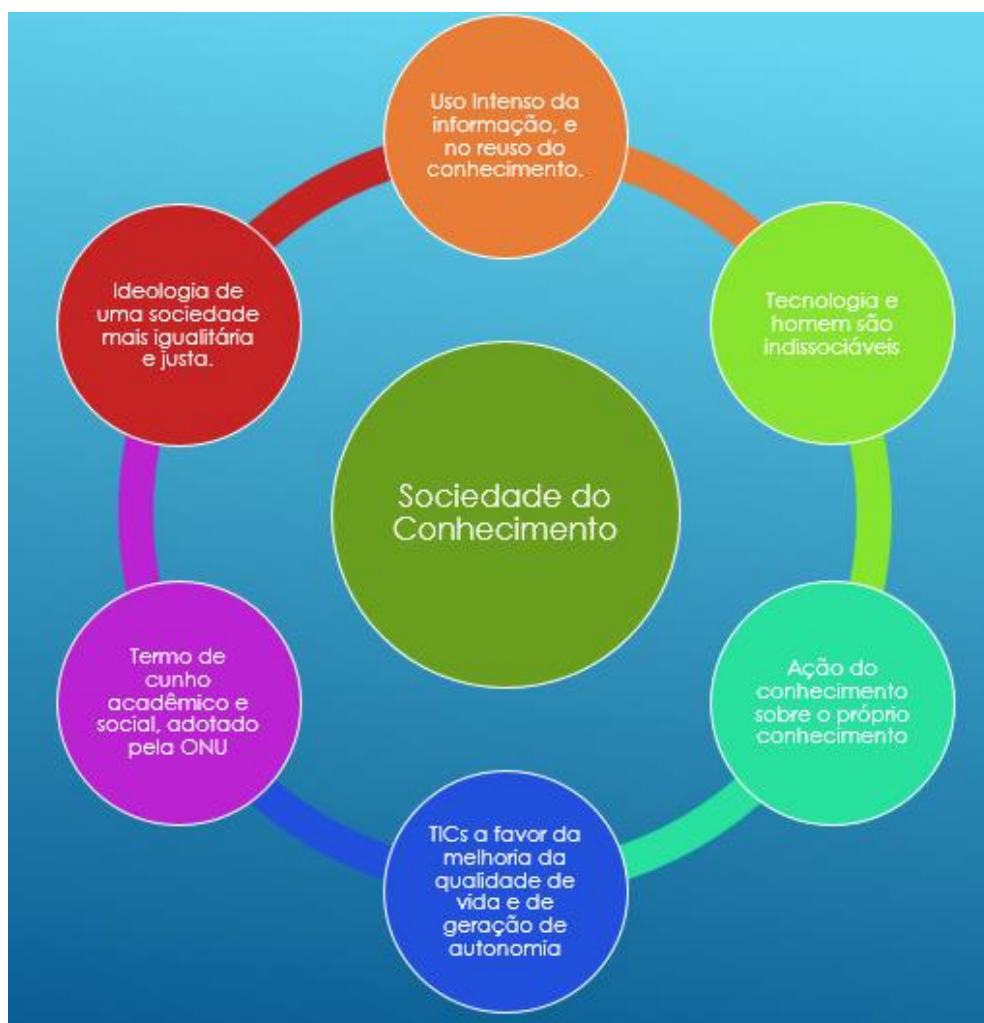 Uso Intenso da
informação, e
no reuso do
conhecimento.
Tecnologia e
homem são
indissociáveis
Ação do
conhecimento
sobre o próprio
conhecimento
TICs a favor da
melhoria da
qualidade de
vida e de
geração de
autonomia
Termo de
cunho
acadêmico e
social, adotado
pela ONU
Ideologia de
uma sociedade
mais igualitária
e justa.
Sociedade do
Conhecimento